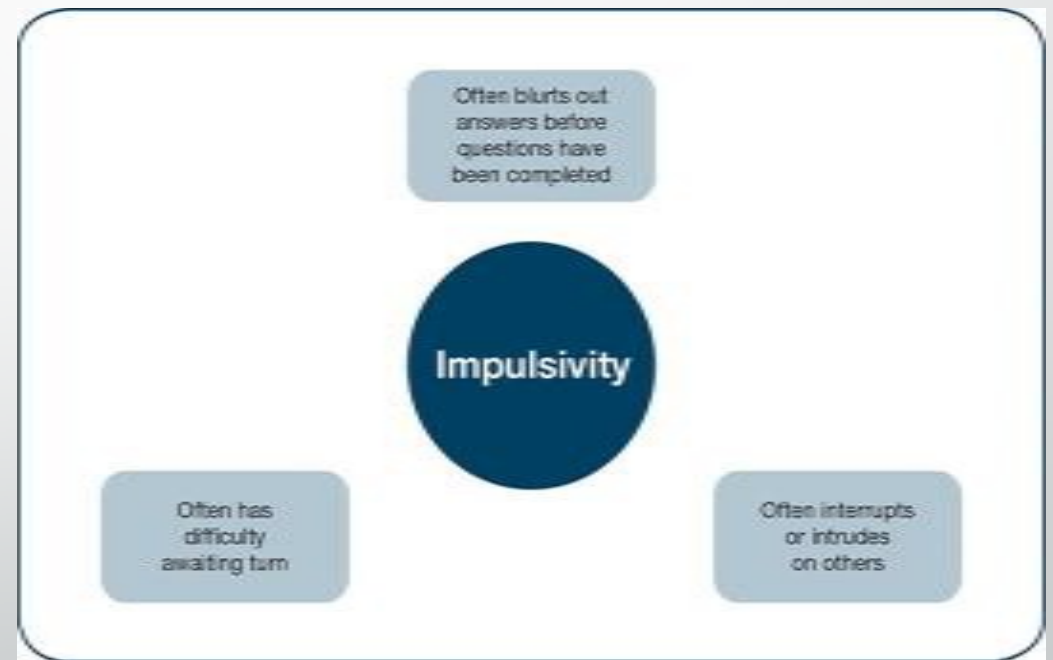 Often blurts out
answers before
questions have
been completed
Impulsivity
Often has
difficulty
awaiting turn
Often interrupts
or intrudes
on others